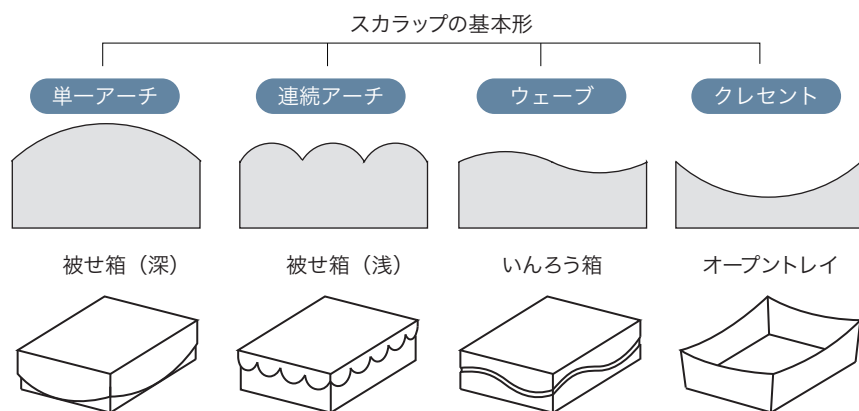 スカラップの基本形
単一アーチ
連続アーチ
ウェーブ
クレセント
被せ箱（深）
被せ箱（浅）
いんろう箱
オープントレイ